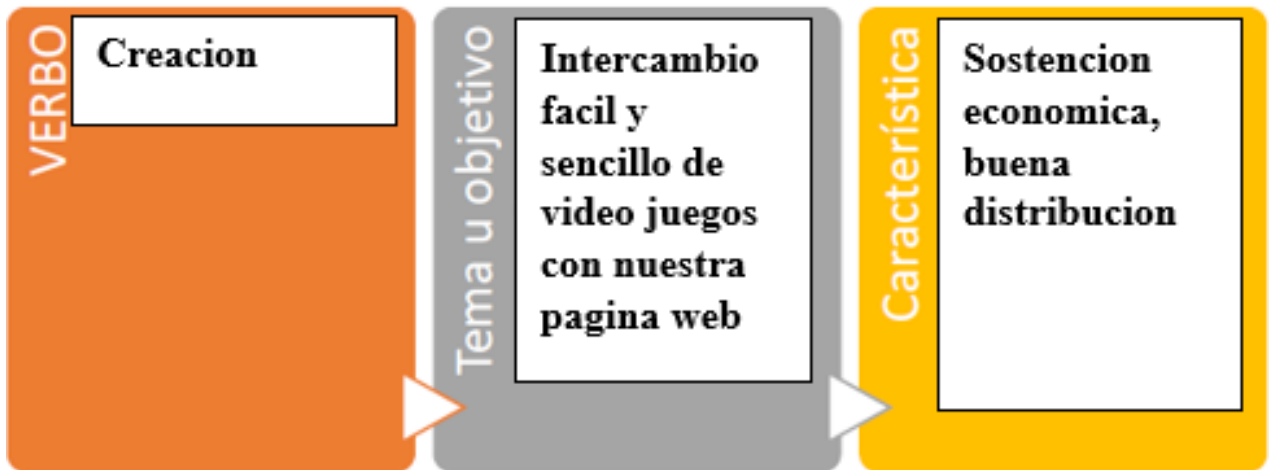 VERBO
Creacion
Tema u objetivo
Intercambio
facil y
sencillo de
video juegos
con nuestra
pagina web
Característica
Sostencion
economica,
buena
distribucion